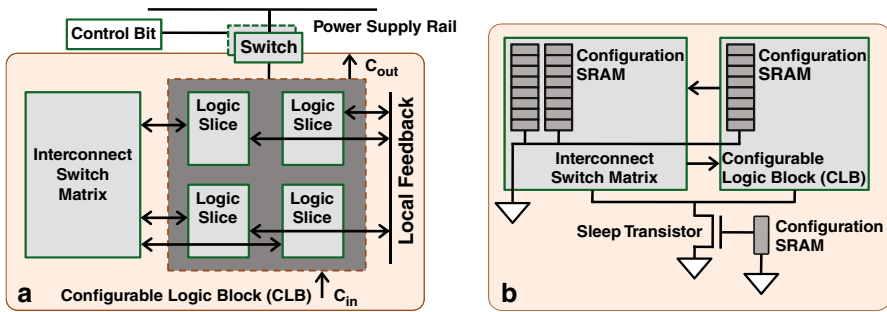 Power Supply Rail
Control Bit
Switch
Cout
Logic
Slice
Logic
Slice
Interconnect
Switch
Matrix
Local Feedback
Logic
Slice
Logic
Slice
a
Configurable Logic Block (CLB)
Cin
Configuration
SRAM
Configuration
SRAM
Interconnect
Switch Matrix
Configurable
Logic Block (CLB)
Sleep Transistor
Configuration
SRAM
b